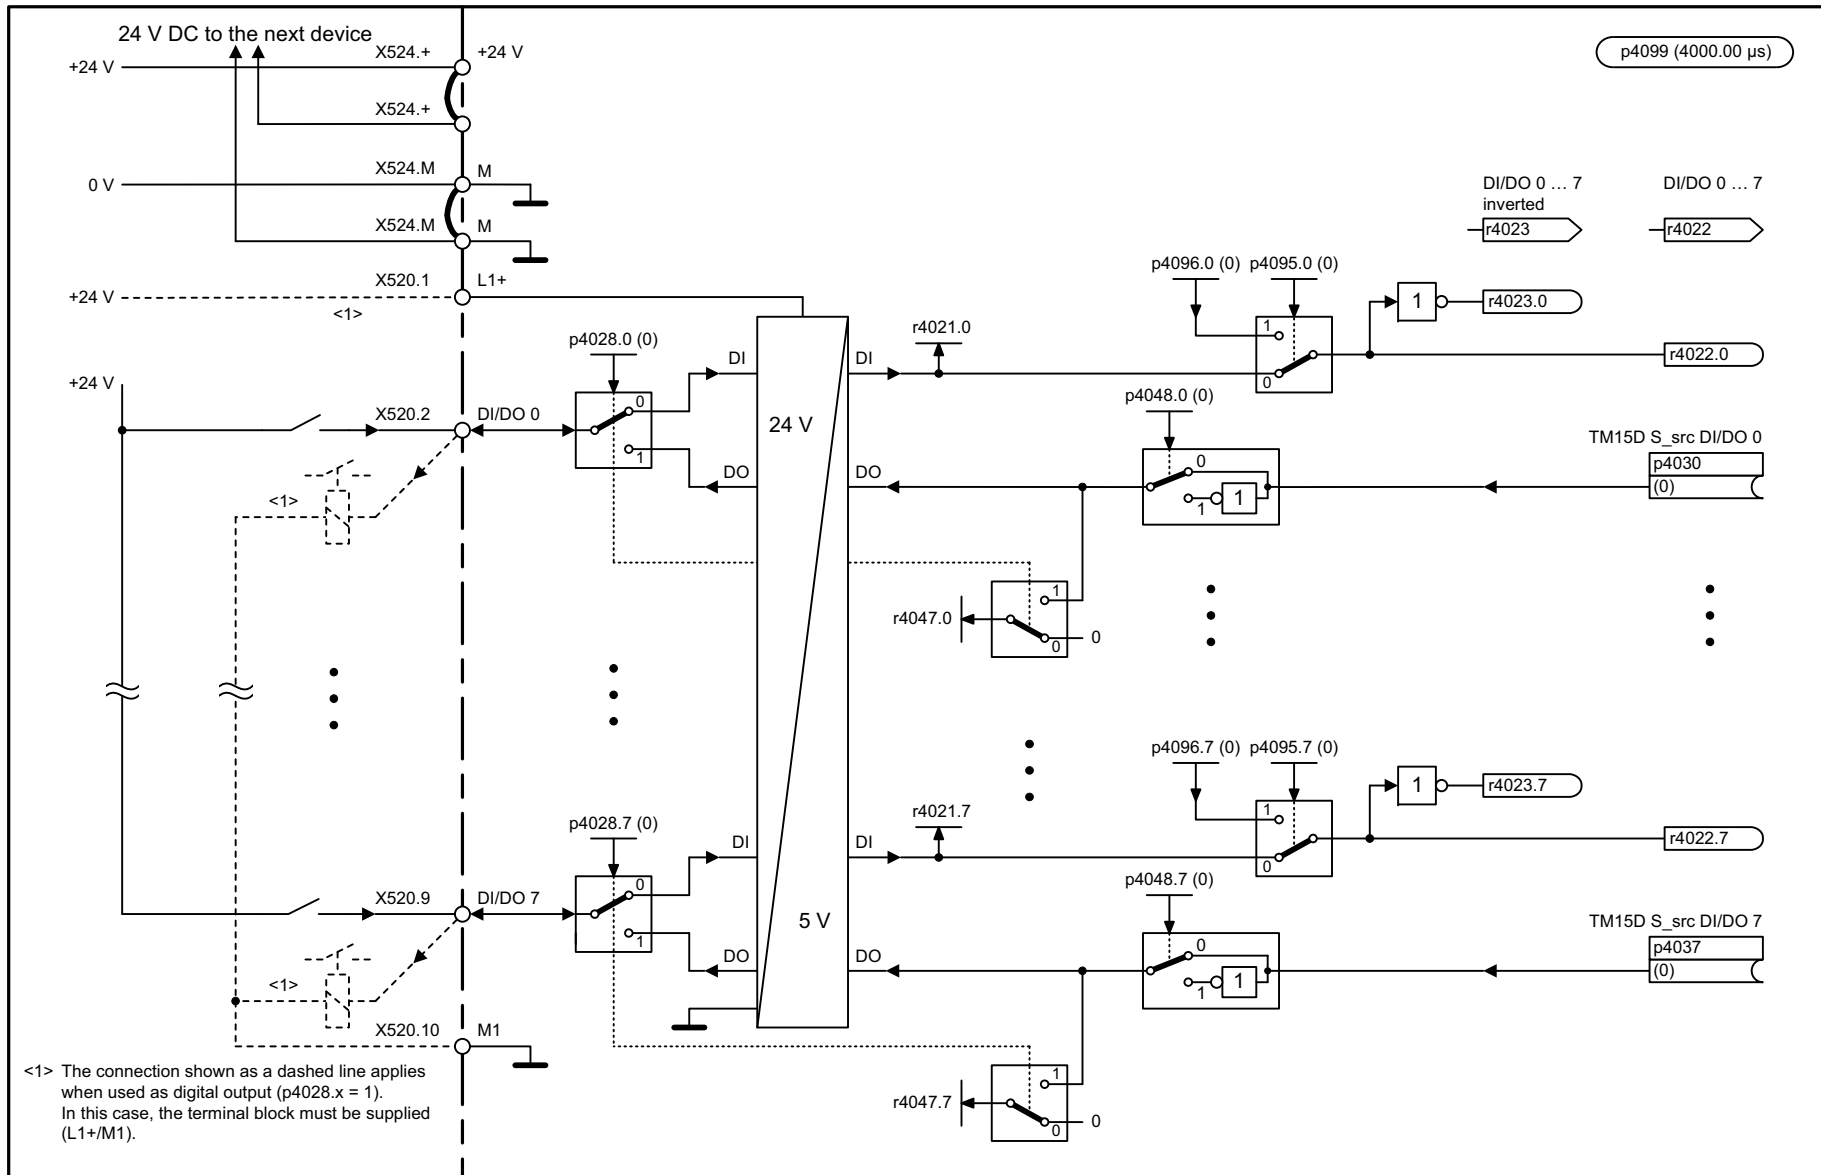 24 V DC to the next device
X524.+
+24 V
p4099 (4000.00 µs)
+24 V
X524.+
X524.M
M
0 V
DI/DO 0 … 7
inverted
DI/DO 0 … 7
X524.M
M
r4023
r4022
p4096.0 (0)
p4095.0 (0)
X520.1
L1+
+24 V
<1>
1
1
r4023.0
r4021.0
p4028.0 (0)
DI
DI
r4022.0
+24 V
0
p4048.0 (0)
0
X520.2
DI/DO 0
24 V
TM15D S_src DI/DO 0
1
DO
DO
0
p4030
<1>
1
1
(0)
1
r4047.0
0
0
p4096.7 (0)
p4095.7 (0)
1
1
r4023.7
r4021.7
p4028.7 (0)
DI
DI
r4022.7
0
p4048.7 (0)
0
X520.9
DI/DO 7
5 V
TM15D S_src DI/DO 7
1
DO
DO
0
p4037
<1>
1
1
(0)
X520.10
M1
1
r4047.7
0
0
<1> The connection shown as a dashed line applies
when used as digital output (p4028.x = 1).
In this case, the terminal block must be supplied
(L1+/M1).